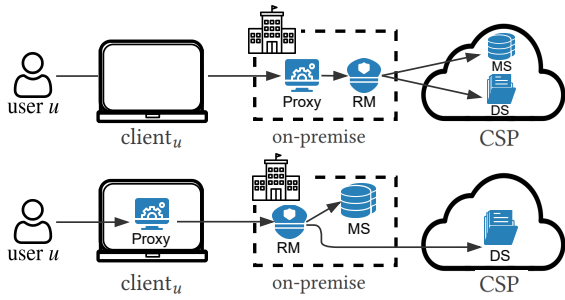 MS
Proxy
RM
DS
user u
client_u
on-premise
CSP
Proxy
RM
MS
DS
user u
client_u
on-premise
CSP